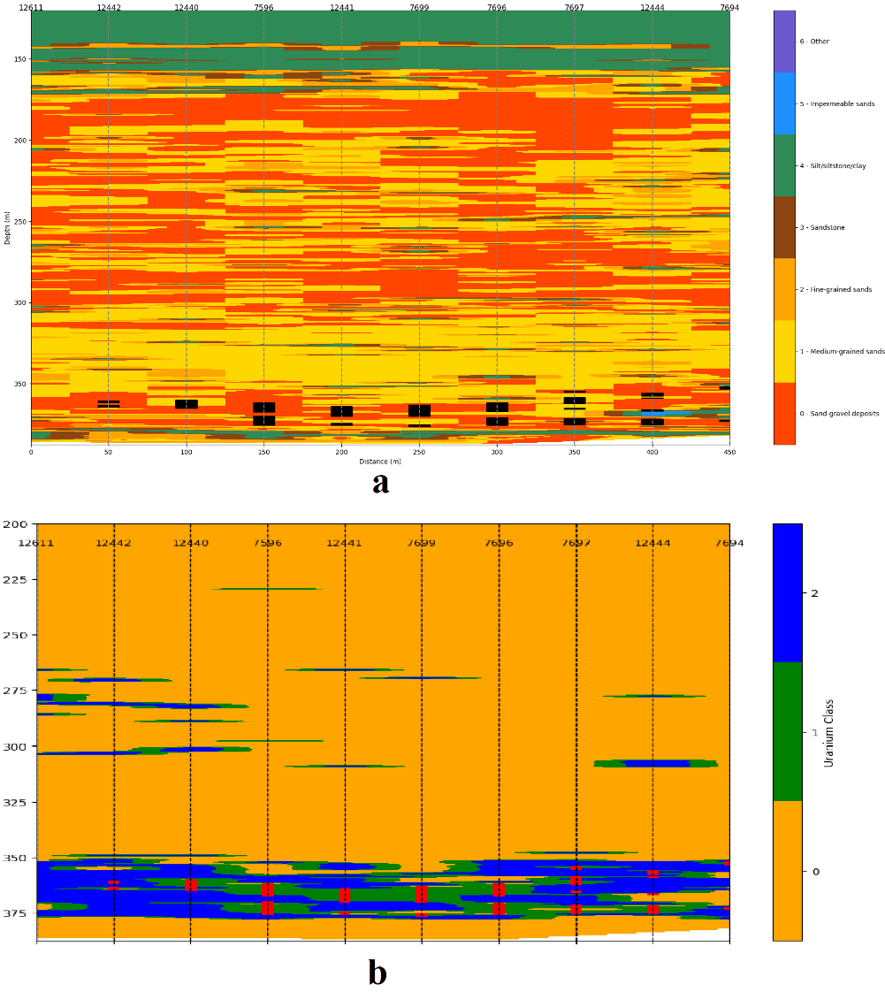 12611 12442 12440 7596 12441 7699 7696 7697 12444 7694
150
200
250
300
350
Depth (m)
0 50 100 150 200 250 300 350 400 450
Distance (m)
6 - Other
5 - Impermeable sands
4 - Silt/siltstone/clay
3 - Sandstone
2 - Fine-grained sands
1 - Medium-grained sands
0 - Sand-gravel deposits
a
200
12611 12442 12440 7596 12441 7699 7696 7697 12444 7694
225
250
275
300
325
350
375
2
1
0
Uranium Class
b